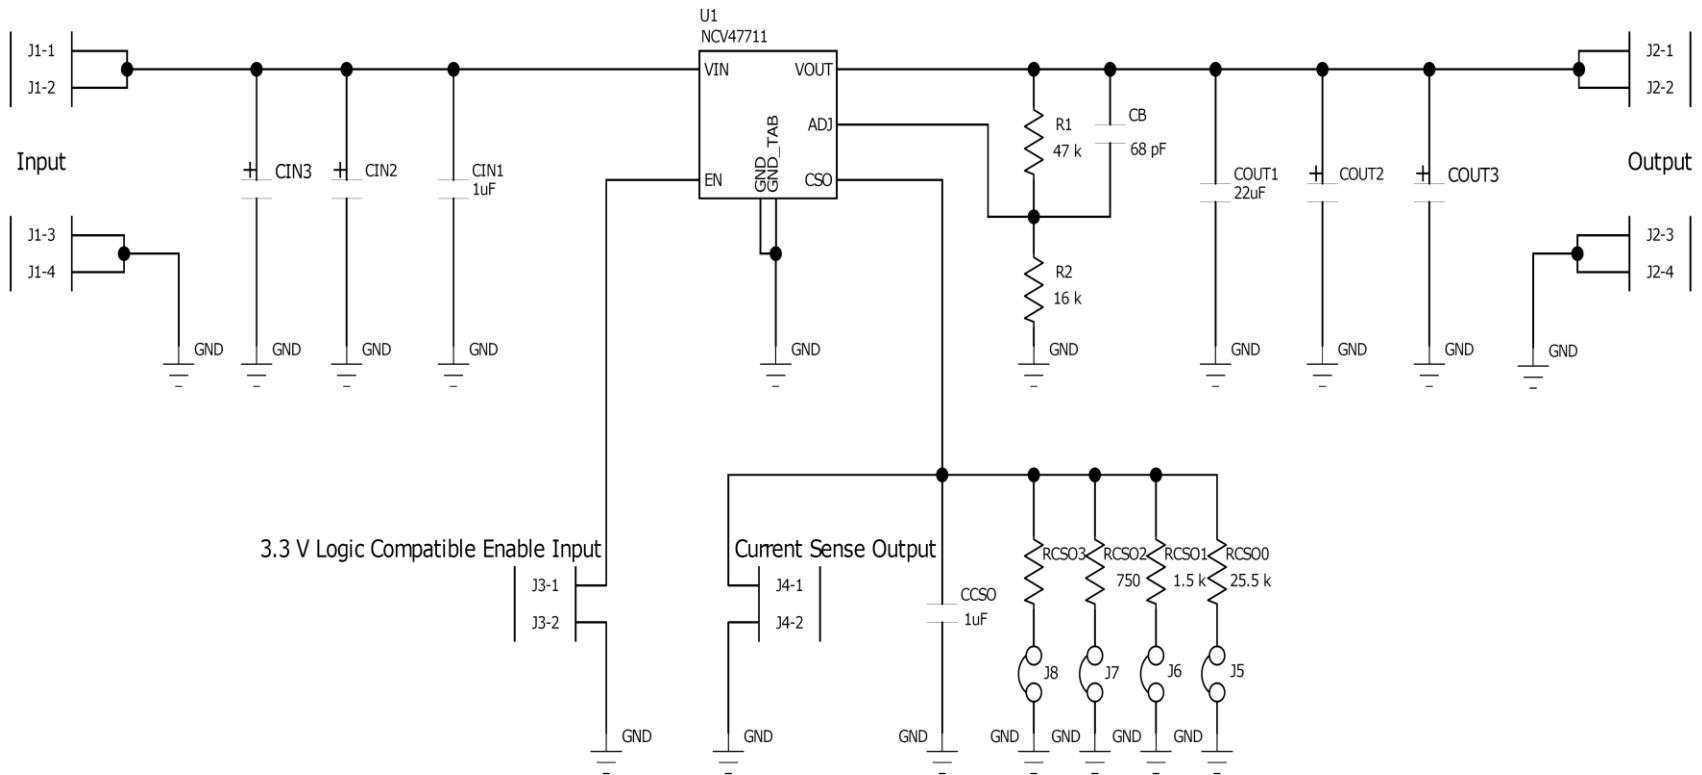 U1
NCV47711
J1-1
J1-2
VIN
VOUT
J2-1
J2-2
ADJ
R1
47 k
CB
68 pF
Input
CIN3
CIN2
CIN1
1uF
EN
GND
GND_TAB
CSO
COUT1
22uF
COUT2
COUT3
Output
J1-3
J1-4
R2
16 k
J2-3
J2-4
GND
GND
GND
GND
GND
GND
GND
GND
GND
GND
3.3 V Logic Compatible Enable Input
Current Sense Output
RCSO3
RCSO2
750
RCSO1
1.5 k
RCSO0
25.5 k
J3-1
J3-2
J4-1
J4-2
CCSO
1uF
J8
J7
J6
J5
GND
GND
GND
GND
GND
GND
GND